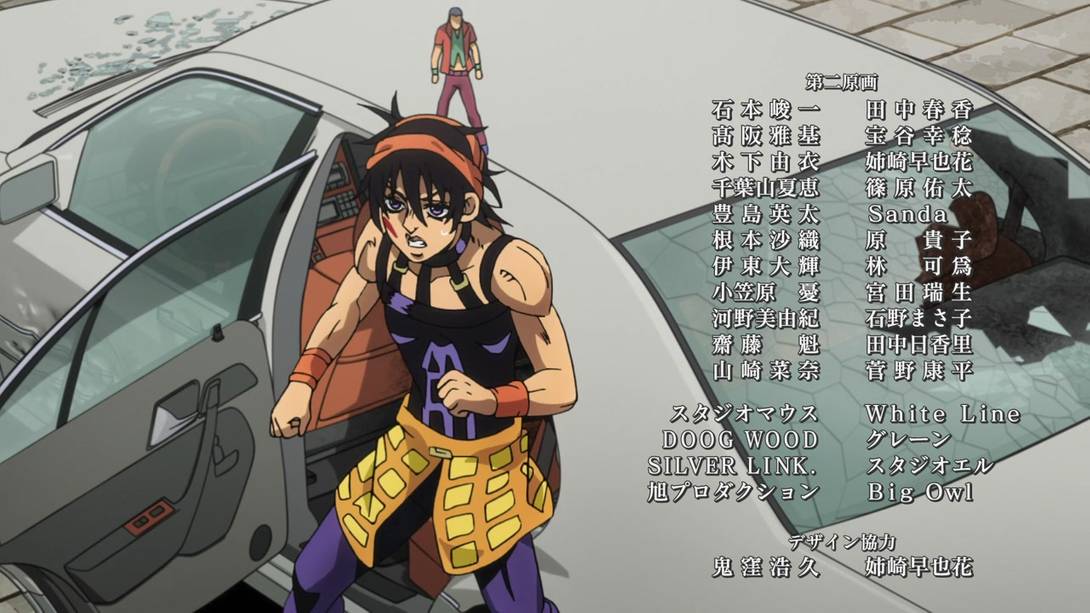 第二原画
石本峻一 田中春香
髙阪雅基 宝谷幸稔
木下由衣 姉崎早也花
千葉山夏恵 篠原佑太
豊島英太 Sanda
根本沙織 原 貴子
伊東大輝 林 可爲
小笠原 憂 宮田瑞生
河野美由紀 石野まさ子
齋藤 魁 田中日香里
山崎菜奈 菅野康平
スタジオマウス White Line
DOOG WOOD グレーン
SILVER LINK. スタジオエル
旭プロダクション Big Owl
デザイン協力
鬼窪浩久 姉崎早也花